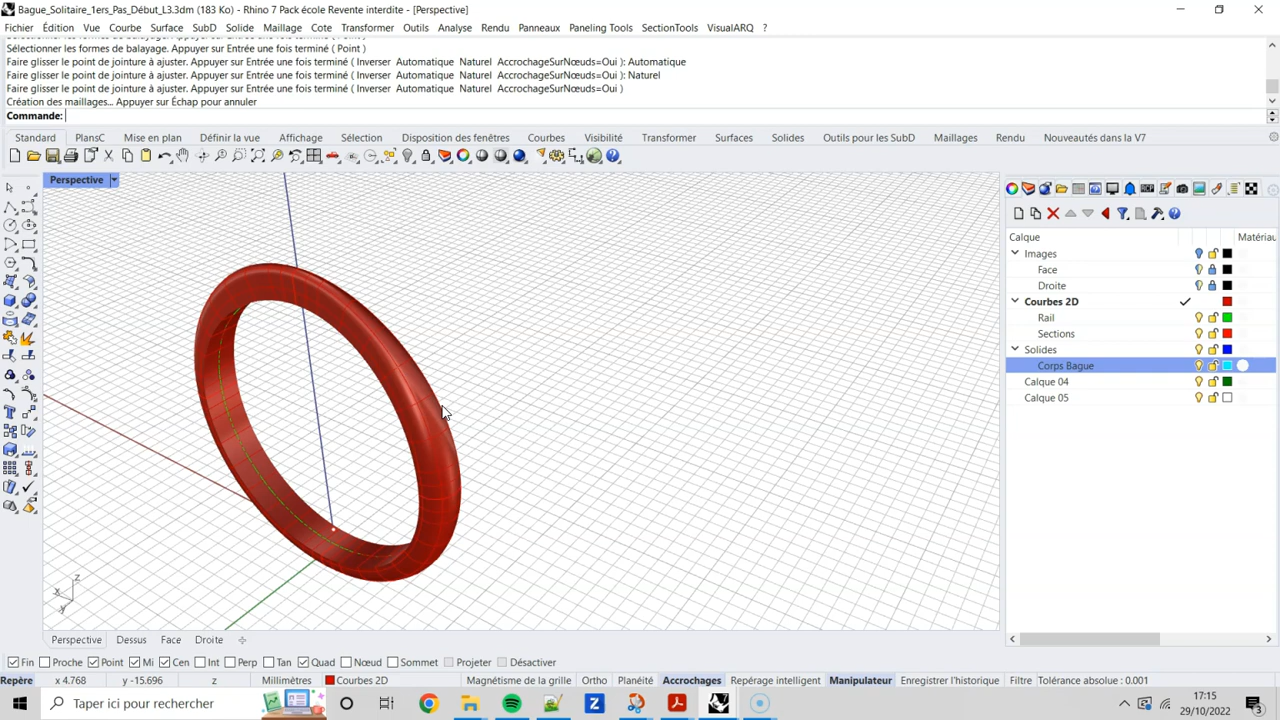 Bague_Solitaire_1ers_Pas_Début_L3.3dm (183 Ko) - Rhino 7 Pack école Revente interdite - [Perspective]
Fichier Édition Vue Courbe Surface SubD Solide Maillage Cote Transformer Outils Analyse Rendu Panneaux Paneling Tools SectionTools VisualARQ ?
Sélectionner les formes de balayage. Appuyer sur Entrée une fois terminé ( Point )
Faire glisser le point de jointure à ajuster. Appuyer sur Entrée une fois terminé ( Inverser Automatique Naturel AccrochageSurNœuds=Oui ): Automatique
Faire glisser le point de jointure à ajuster. Appuyer sur Entrée une fois terminé ( Inverser Automatique Naturel AccrochageSurNœuds=Oui ): Naturel
Faire glisser le point de jointure à ajuster. Appuyer sur Entrée une fois terminé ( Inverser Automatique Naturel AccrochageSurNœuds=Oui )
Création des maillages... Appuyer sur Échap pour annuler
Commande:
Standard PlansC Mise en plan Définir la vue Affichage Sélection Disposition des fenêtres Courbes Visibilité Transformer Surfaces Solides Outils pour les SubD Maillages Rendu Nouveautés dans la V7
Perspective
Calque Matériau
Images
Face
Droite
Courbes 2D
Rail
Sections
Solides
Corps Bague
Calque 04
Calque 05
z
x
y
Perspective Dessus Face Droite
Fin Proche Point Mi Cen Int Perp Tan Quad Nœud Sommet Projeter Désactiver
Repère x 4.768 y -15.696 z Millimètres Courbes 2D Magnétisme de la grille Ortho Planéité Accrochages Repérage intelligent Manipulateur Enregistrer l'historique Filtre Tolérance absolue : 0.001
Taper ici pour rechercher
17:15
29/10/2022
3